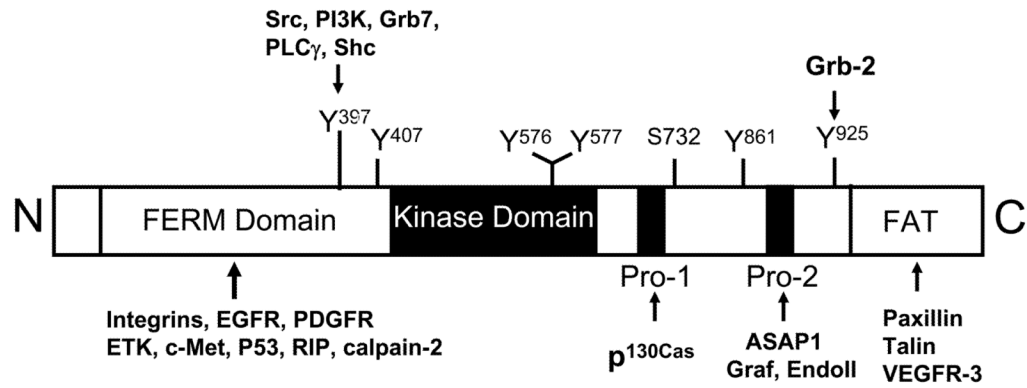 Src, PI3K, Grb7,
PLCγ, Shc
Grb-2
Y397
Y407
Y576
Y577
S732
Y861
Y925
N
FERM Domain
Kinase Domain
FAT
C
Pro-1
Pro-2
Integrins, EGFR, PDGFR
ETK, c-Met, P53, RIP, calpain-2
p130Cas
ASAP1
Graf, Endoll
Paxillin
Talin
VEGFR-3